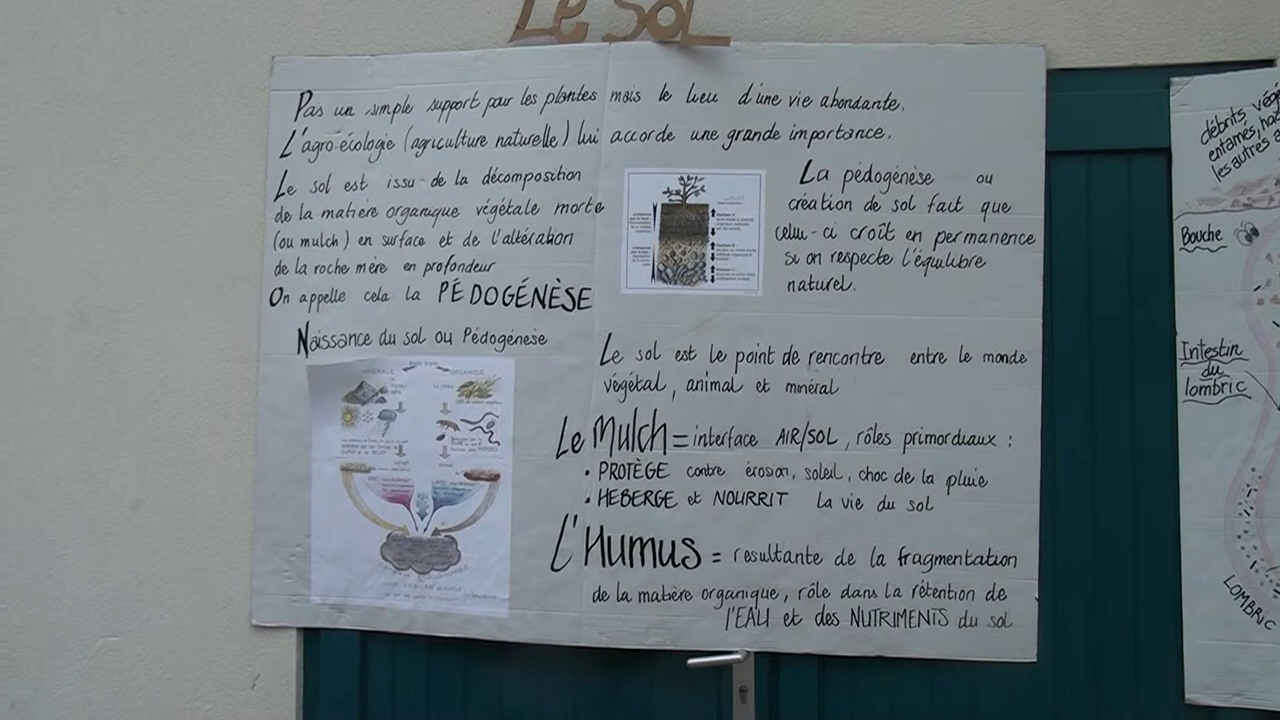 Le SoL
Pas un simple support pour les plantes mais le lieu d'une vie abondante.
L'agro-écologie (agriculture naturelle) lui accorde une grande importance.
Le sol est issu de la décomposition
de la matière organique végétale morte
(ou mulch) en surface et de l'altération
de la roche mère en profondeur
On appelle cela la PÉDOGÉNÈSE
La pédogénèse ou
création de sol fait que
celui-ci croît en permanence
si on respecte l'équilibre
naturel.
Naissance du sol ou Pédogénèse
MINÉRALE
ORGANIQUE
Le sol est le point de rencontre entre le monde
végétal, animal et minéral
Le Mulch = interface AIR/SOL, rôles primordiaux :
• PROTÈGE contre érosion, soleil, choc de la pluie
• HEBERGE et NOURRIT la vie du sol
L'Humus = resultante de la fragmentation
de la matière organique, rôle dans la rétention de
l'EAU et des NUTRIMENTS du sol
débrits
entamés
les autres
Bouche
Intestin
du
lombric
LOMBRIC